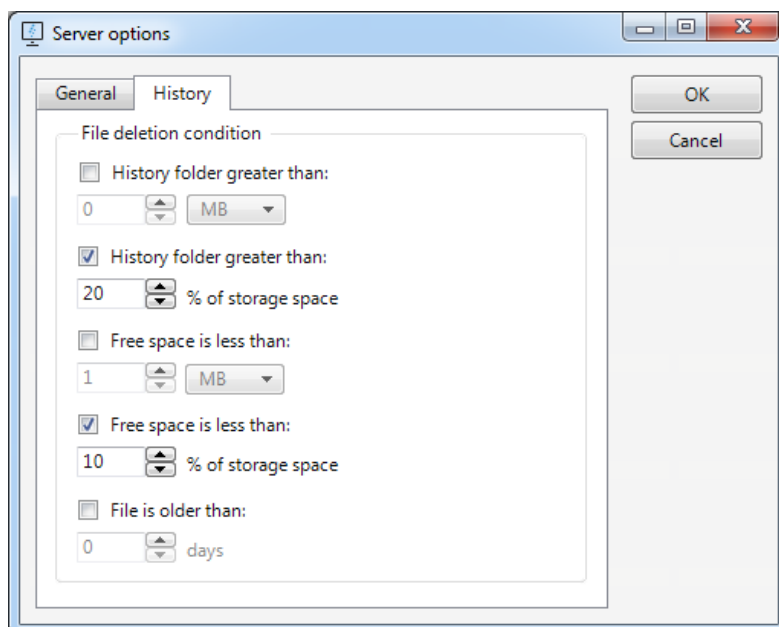 Server options
General History
OK
Cancel
File deletion condition
History folder greater than:
0 MB
History folder greater than:
20 % of storage space
Free space is less than:
1 MB
Free space is less than:
10 % of storage space
File is older than:
0 days